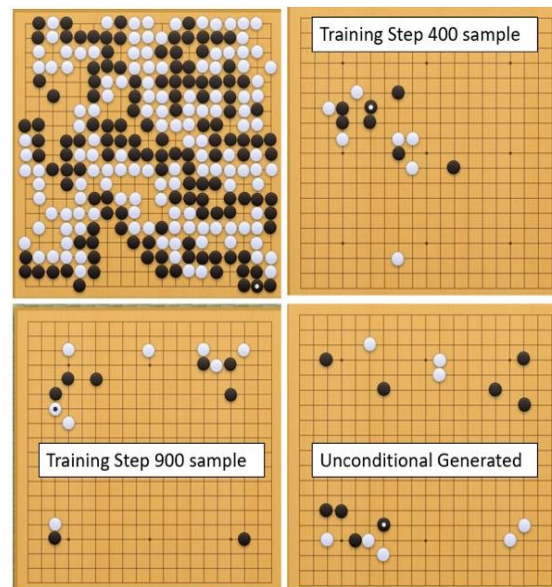 Training Step 400 sample
Training Step 900 sample
Unconditional Generated